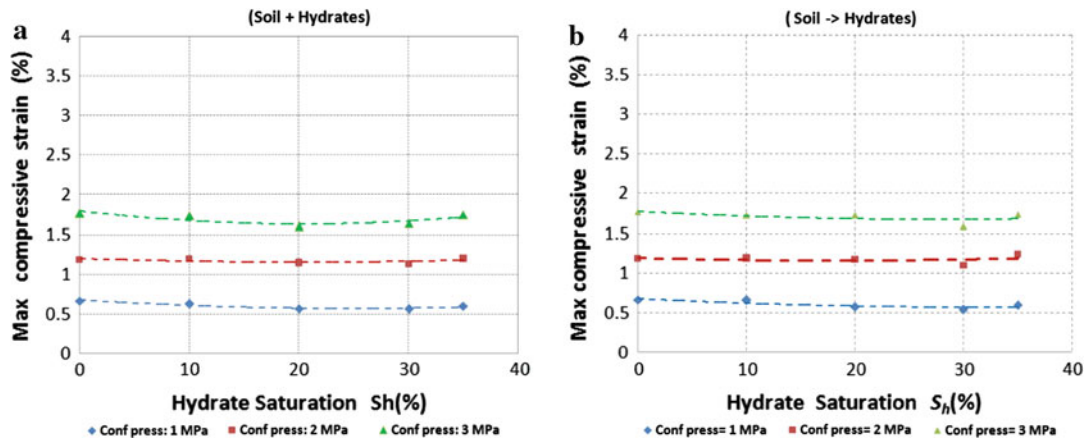 a
(Soil + Hydrates)
Max compressive strain (%)
4
3.5
3
2.5
2
1.5
1
0.5
0
0 10 20 30 40
Hydrate Saturation Sh(%)
Conf press: 1 MPa Conf press: 2 MPa Conf press: 3 MPa
b
( Soil -> Hydrates)
Max compressive strain (%)
4
3.5
3
2.5
2
1.5
1
0.5
0
0 10 20 30 40
Hydrate Saturation Sh(%)
Conf press= 1 MPa Conf press= 2 MPa Conf press= 3 MPa